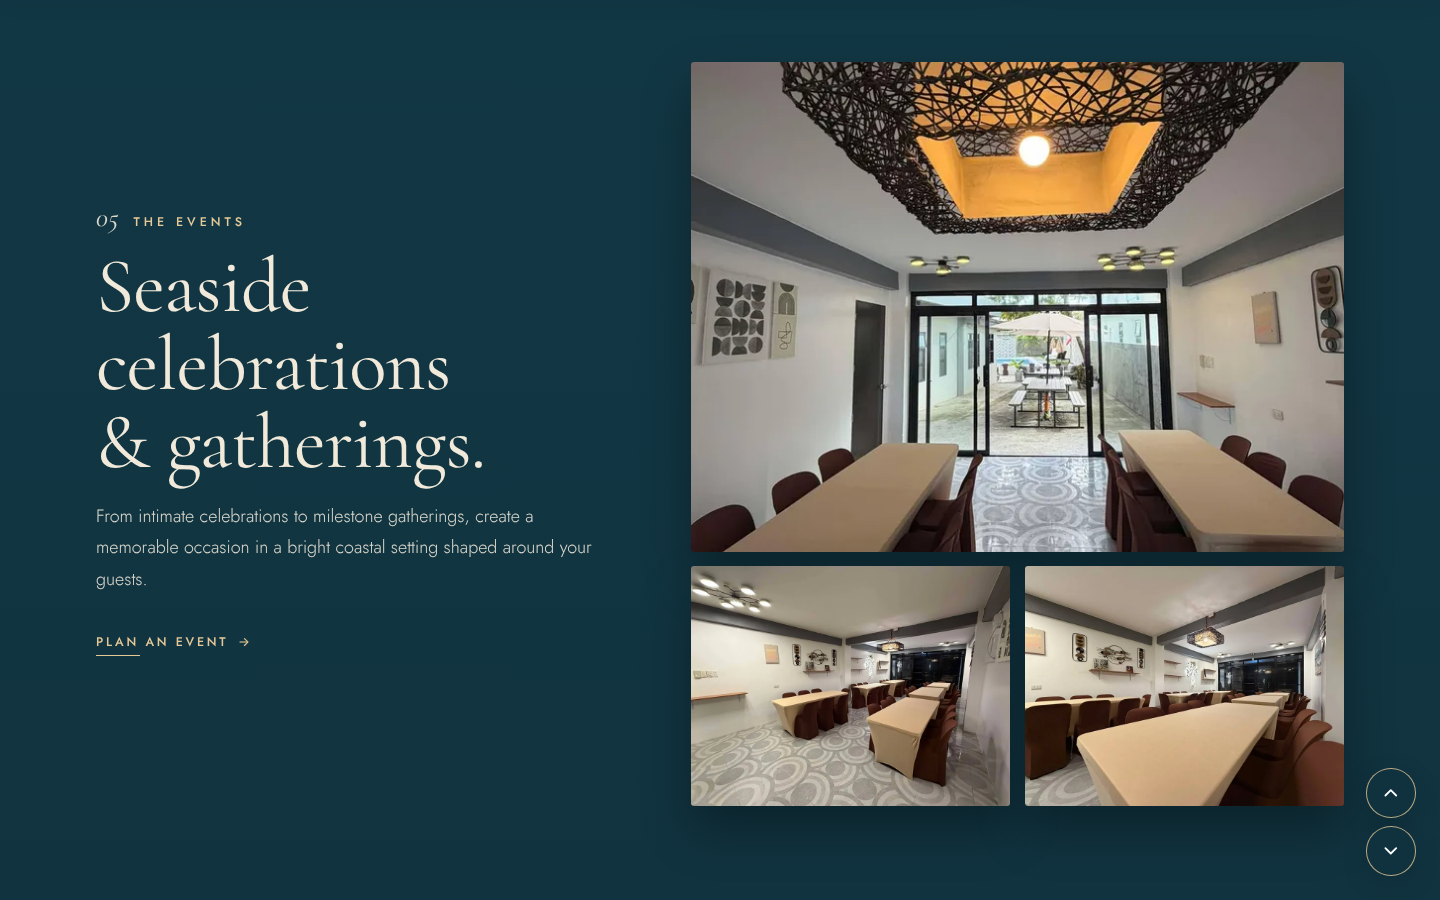 05 THE EVENTS
Seaside
celebrations
& gatherings.
From intimate celebrations to milestone gatherings, create a
memorable occasion in a bright coastal setting shaped around your
guests.
PLAN AN EVENT →